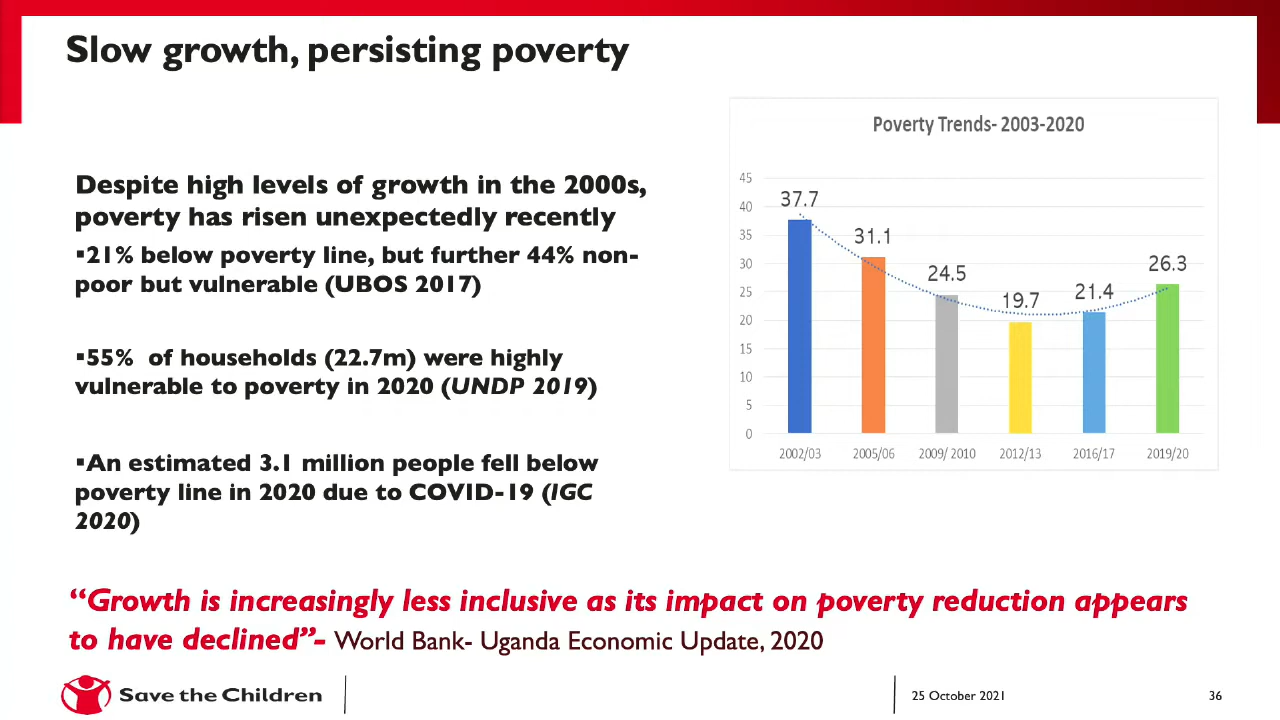 Slow growth, persisting poverty
Despite high levels of growth in the 2000s,
poverty has risen unexpectedly recently
▪21% below poverty line, but further 44% non-
poor but vulnerable (UBOS 2017)
▪55%  of households (22.7m) were highly
vulnerable to poverty in 2020 (UNDP 2019)
▪An estimated 3.1 million people fell below
poverty line in 2020 due to COVID-19 (IGC
2020)
Poverty Trends- 2003-2020
45
40
35
30
25
20
15
10
5
0
37.7
31.1
24.5
19.7
21.4
26.3
2002/03
2005/06
2009/ 2010
2012/13
2016/17
2019/20
“Growth is increasingly less inclusive as its impact on poverty reduction appears
to have declined”- World Bank- Uganda Economic Update, 2020
Save the Children
25 October 2021
36